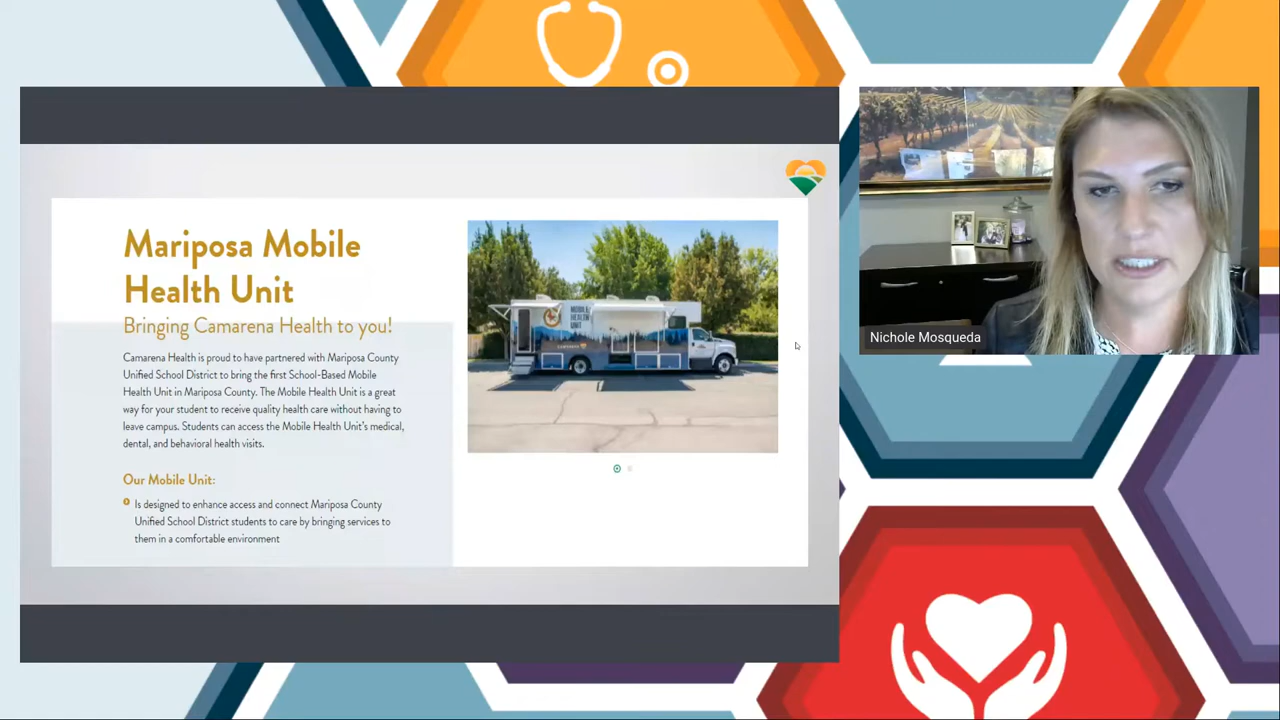 Mariposa Mobile
Health Unit
Bringing Camarena Health to you!
Camarena Health is proud to have partnered with Mariposa County
Unified School District to bring the first School-Based Mobile
Health Unit in Mariposa County. The Mobile Health Unit is a great
way for your student to receive quality health care without having to
leave campus. Students can access the Mobile Health Unit's medical,
dental, and behavioral health visits.
Our Mobile Unit:
Is designed to enhance access and connect Mariposa County
Unified School District students to care by bringing services to
them in a comfortable environment
MOBILE
HEALTH
UNIT
Nichole Mosqueda